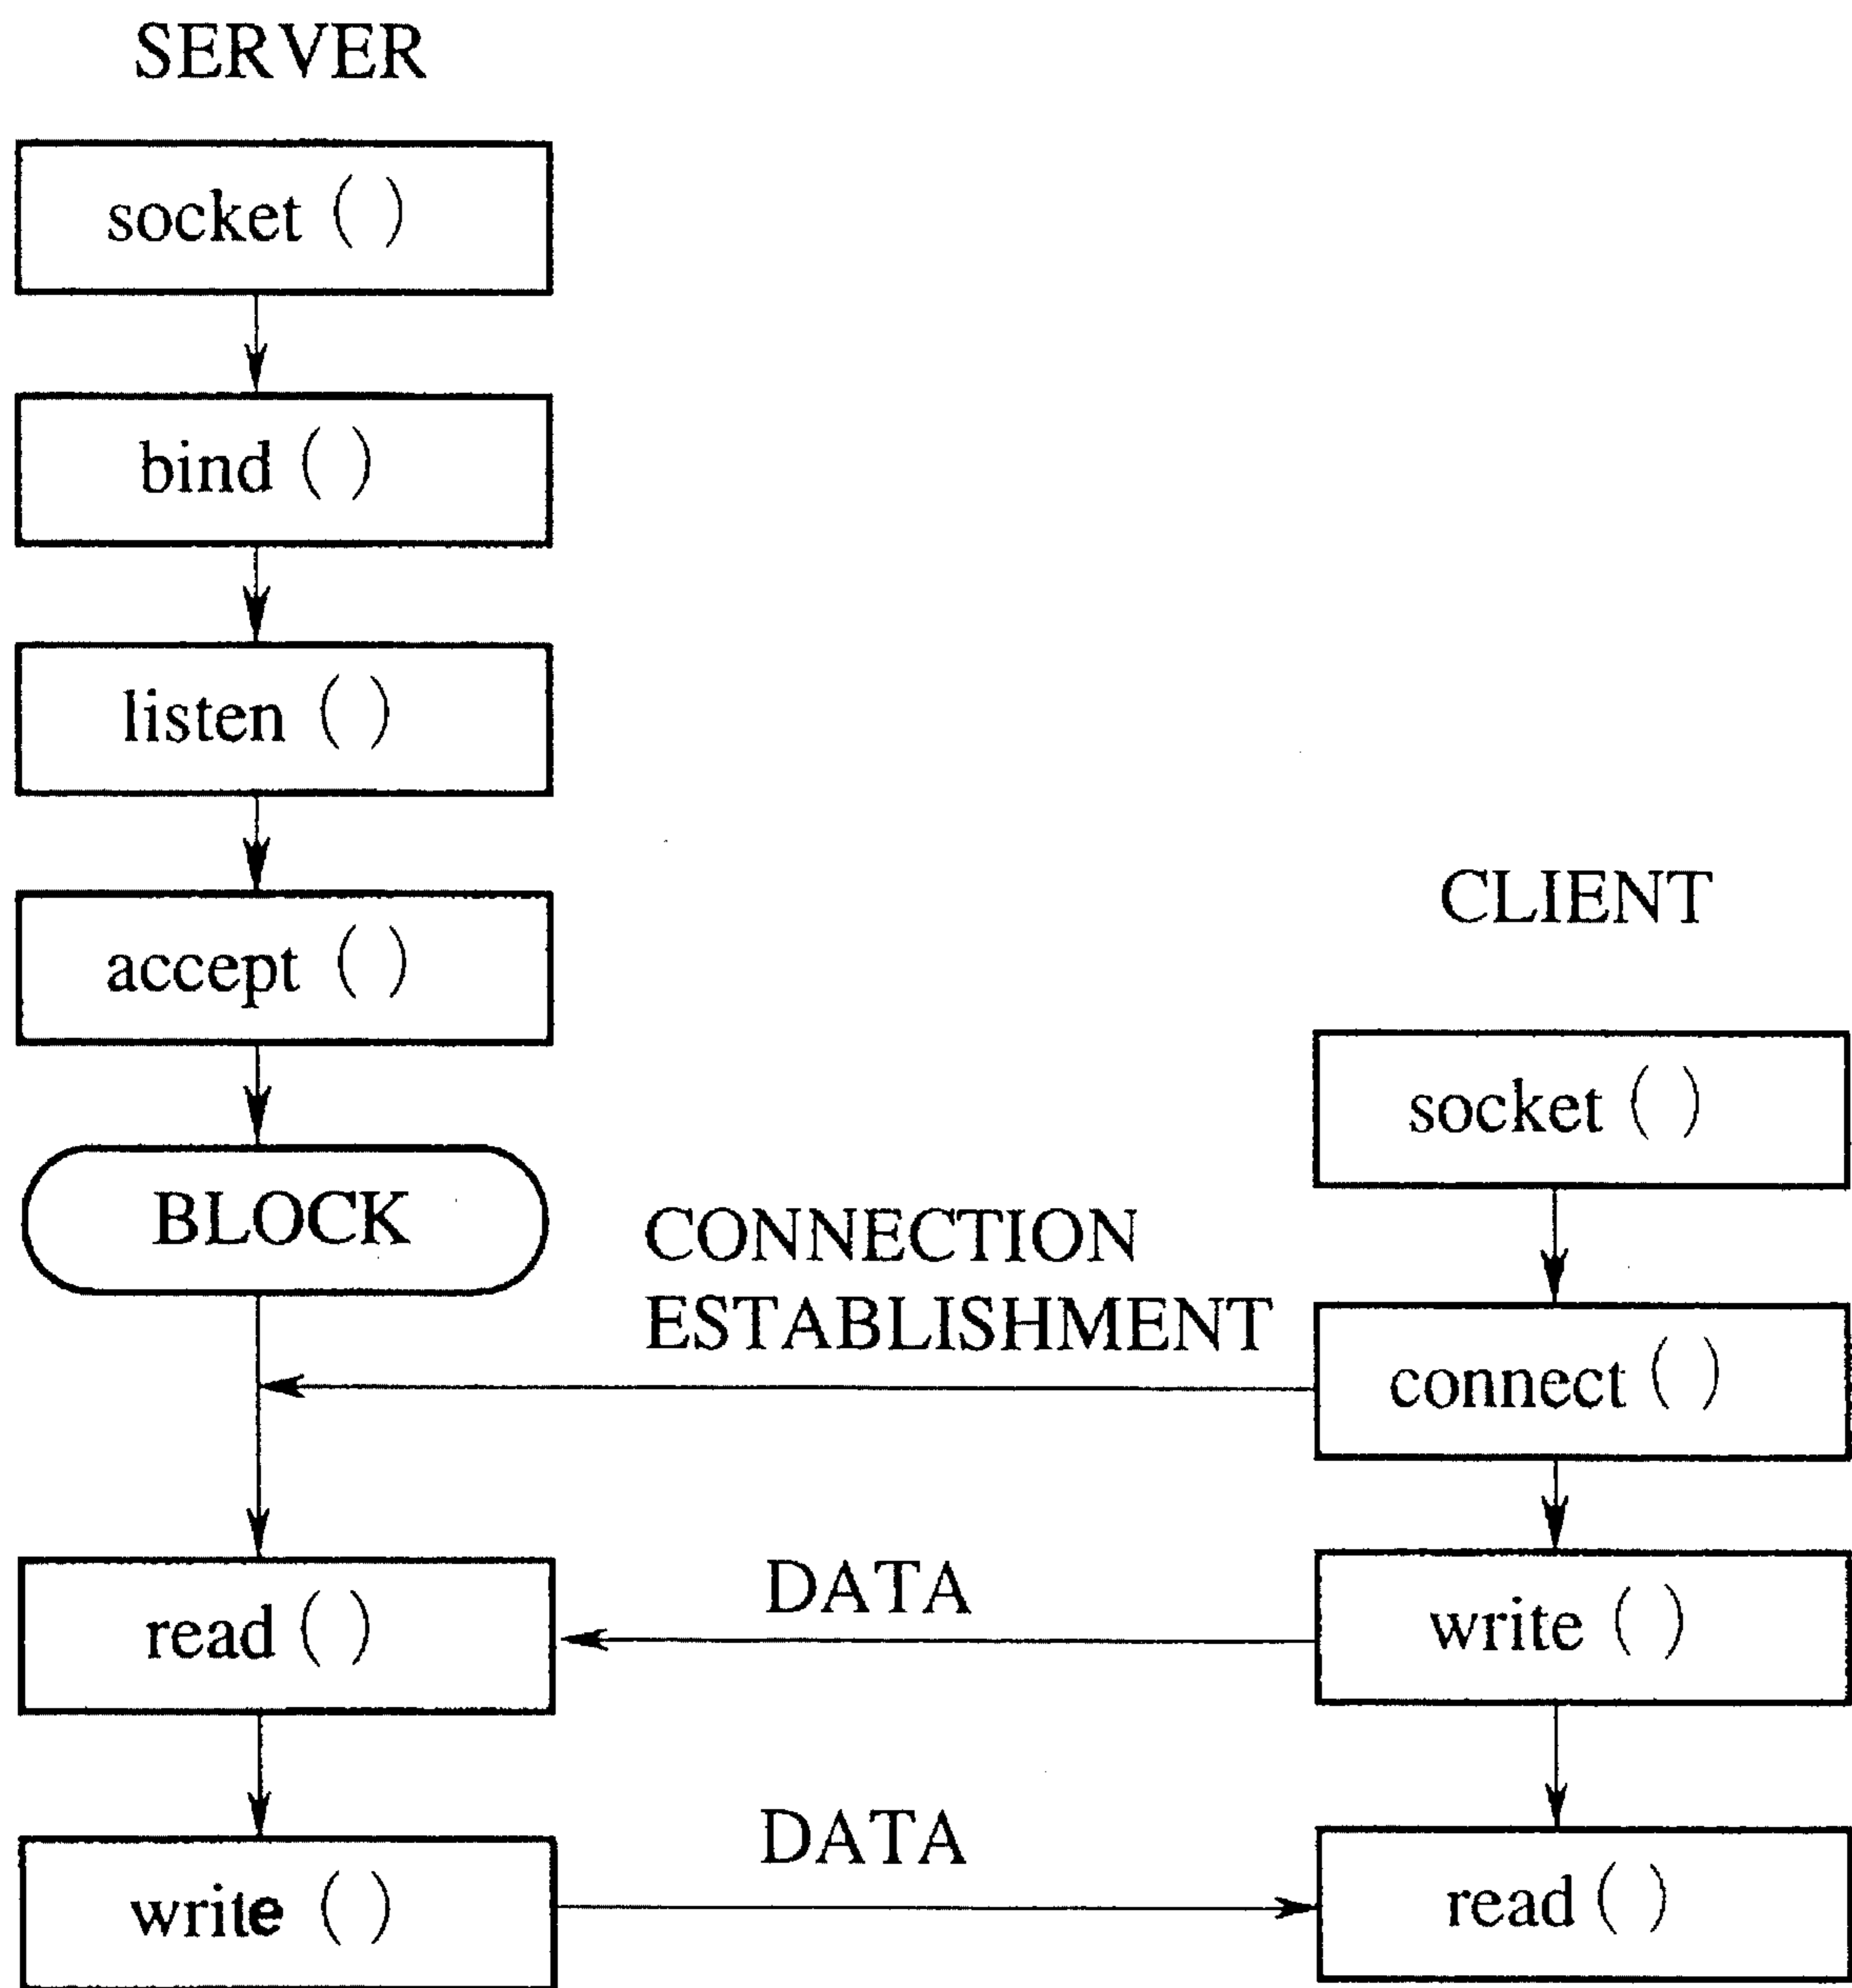 SERVER
socket ( )
bind ( )
listen ( )
accept ( )
BLOCK
read ( )
write ( )
CONNECTION
ESTABLISHMENT
DATA
DATA
CLIENT
socket ( )
connect ( )
write ( )
read ( )